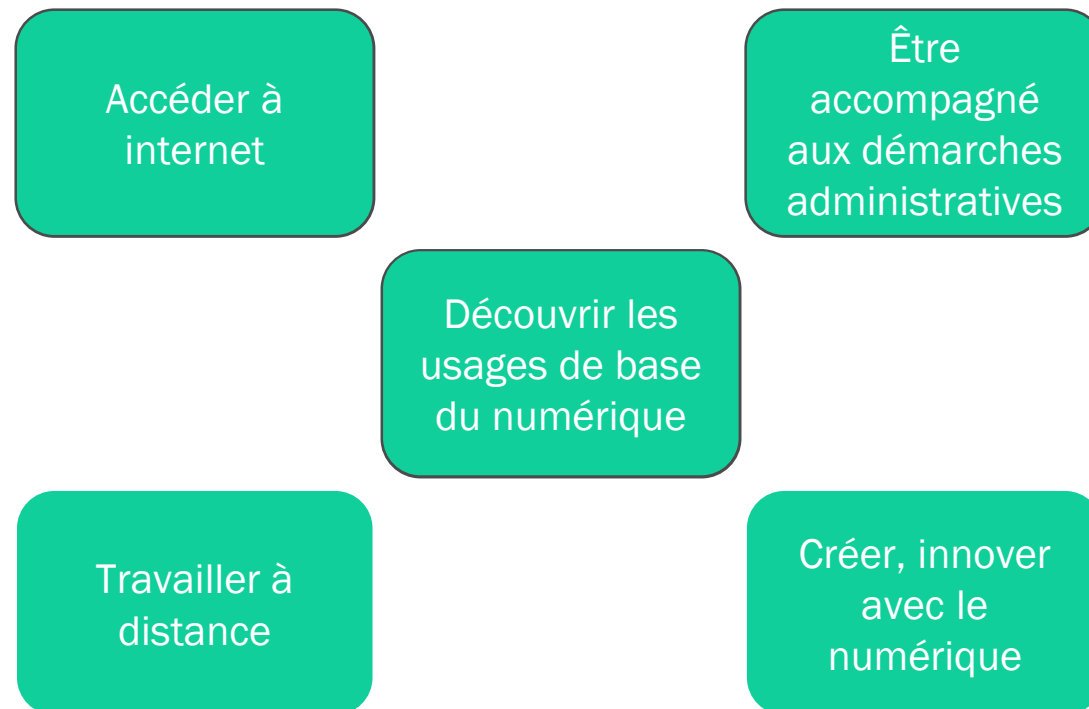 Accéder à
internet
Être
accompagné
aux démarches
administratives
Découvrir les
usages de base
du numérique
Travailler à
distance
Créer, innover
avec le
numérique